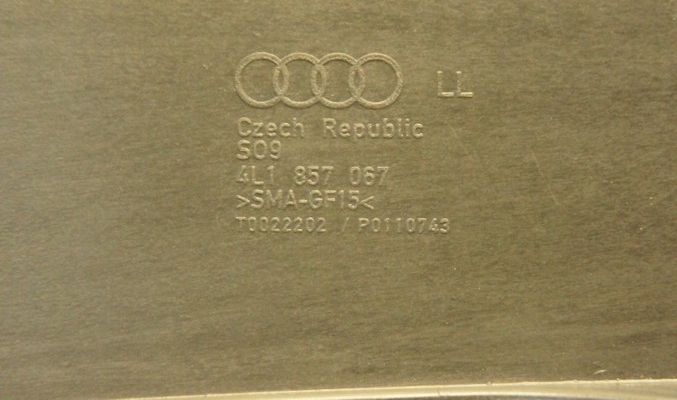 LL
Czech Republic
S09
4L1 857 067
>SMA-GF15<
T0022202 / P0110743